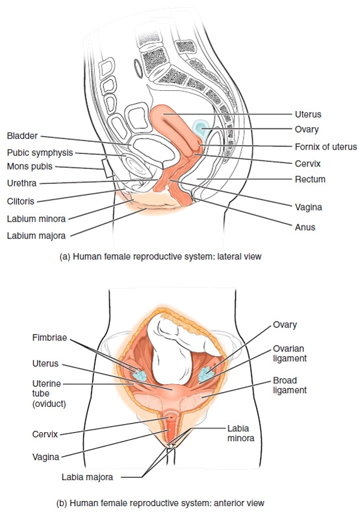 Bladder
Pubic symphysis
Mons pubis
Urethra
Clitoris
Labium minora
Labium majora
Uterus
Ovary
Fornix of uterus
Cervix
Rectum
Vagina
Anus
(a) Human female reproductive system: lateral view
Fimbriae
Uterus
Uterine
tube
(oviduct)
Cervix
Vagina
Labia majora
Ovary
Ovarian
ligament
Broad
ligament
Labia
minora
(b) Human female reproductive system: anterior view